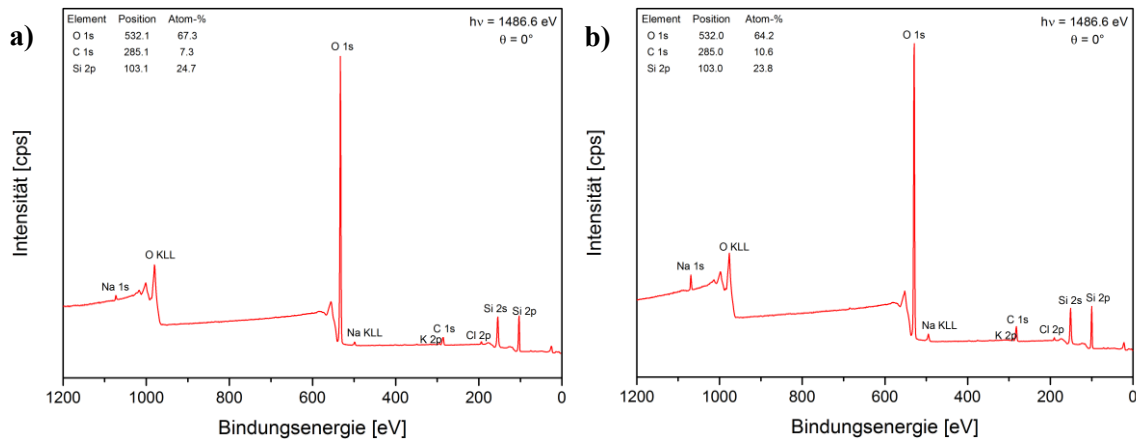 a)
Element Position Atom-%
O 1s 532.1 67.3
C 1s 285.1 7.3
Si 2p 103.1 24.7
hν = 1486.6 eV
θ = 0°
O 1s
O KLL
Na 1s
Na KLL
K 2p
C 1s
Cl 2p
Si 2s
Si 2p
Intensität [cps]
1200 1000 800 600 400 200 0
Bindungsenergie [eV]
b)
Element Position Atom-%
O 1s 532.0 64.2
C 1s 285.0 10.6
Si 2p 103.0 23.8
hν = 1486.6 eV
θ = 0°
O 1s
O KLL
Na 1s
Na KLL
K 2p
C 1s
Cl 2p
Si 2s
Si 2p
Intensität [cps]
1200 1000 800 600 400 200 0
Bindungsenergie [eV]